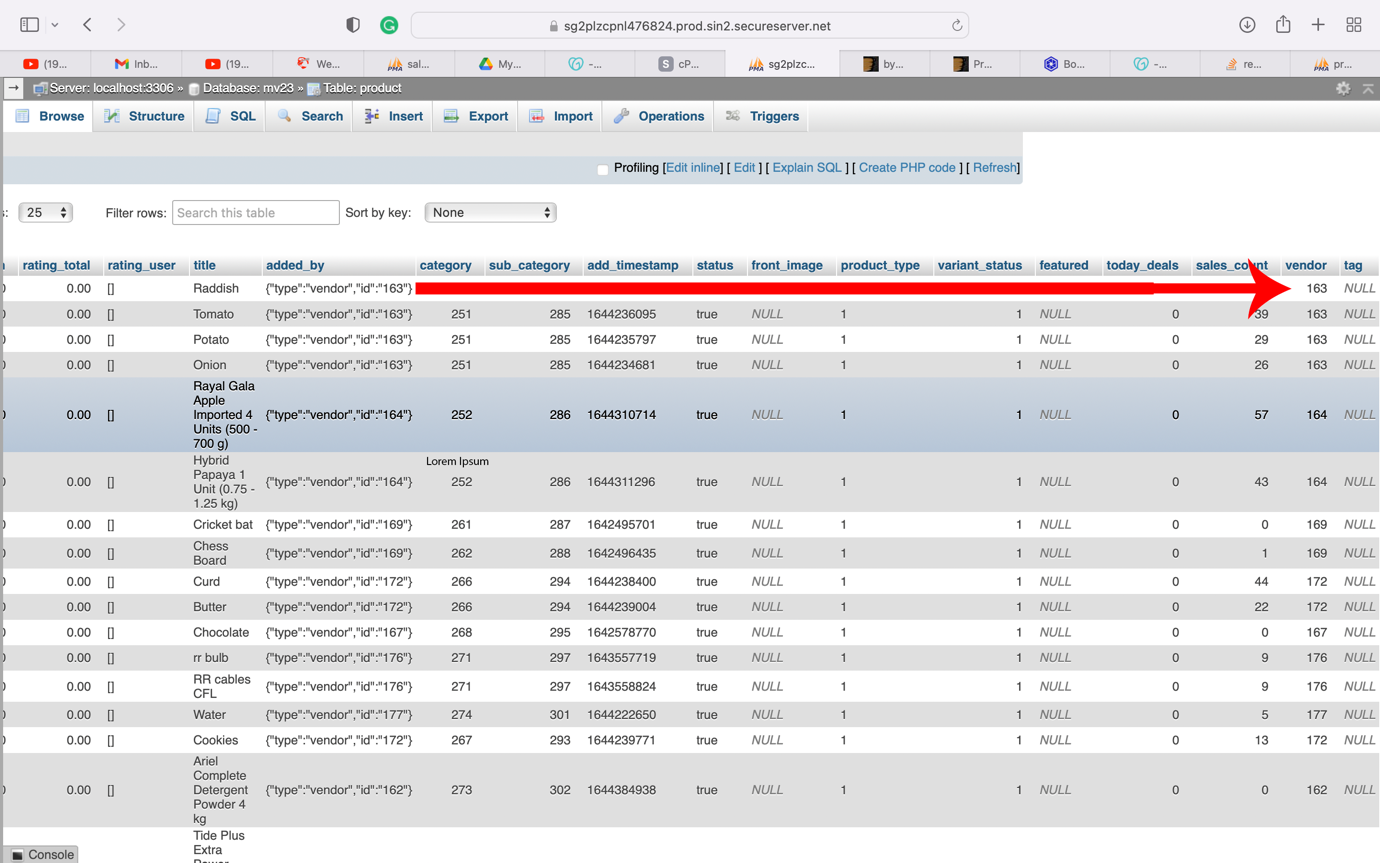 sg2plzcpnl476824.prod.sin2.secureserver.net
(19... Inb... (19... We... sal... My... -... cP... sg2plzc... by... Pr... Bo... -... re... pr...
Server: localhost:3306 » Database: mv23 » Table: product
Browse Structure SQL Search Insert Export Import Operations Triggers
Profiling [Edit inline] [ Edit ] [ Explain SQL ] [ Create PHP code ] [ Refresh]
25 Filter rows: Search this table Sort by key: None
rating_total rating_user title added_by category sub_category add_timestamp status front_image product_type variant_status featured today_deals sales_count vendor tag
0.00 [] Raddish {"type":"vendor","id":"163"} 163 NULL
0.00 [] Tomato {"type":"vendor","id":"163"} 251 285 1644236095 true NULL 1 1 NULL 0 39 163 NULL
0.00 [] Potato {"type":"vendor","id":"163"} 251 285 1644235797 true NULL 1 1 NULL 0 29 163 NULL
0.00 [] Onion {"type":"vendor","id":"163"} 251 285 1644234681 true NULL 1 1 NULL 0 26 163 NULL
Rayal Gala
Apple
Imported 4
0.00 [] Units (500 - {"type":"vendor","id":"164"} 252 286 1644310714 true NULL 1 1 NULL 0 57 164 NULL
700 g)
Hybrid Lorem Ipsum
Papaya 1
0.00 [] Unit (0.75 - {"type":"vendor","id":"164"} 252 286 1644311296 true NULL 1 1 NULL 0 43 164 NULL
1.25 kg)
0.00 [] Cricket bat {"type":"vendor","id":"169"} 261 287 1642495701 true NULL 1 1 NULL 0 0 169 NULL
Chess
0.00 [] Board {"type":"vendor","id":"169"} 262 288 1642496435 true NULL 1 1 NULL 0 1 169 NULL
0.00 [] Curd {"type":"vendor","id":"172"} 266 294 1644238400 true NULL 1 1 NULL 0 44 172 NULL
0.00 [] Butter {"type":"vendor","id":"172"} 266 294 1644239004 true NULL 1 1 NULL 0 22 172 NULL
0.00 [] Chocolate {"type":"vendor","id":"167"} 268 295 1642578770 true NULL 1 1 NULL 0 0 167 NULL
0.00 [] rr bulb {"type":"vendor","id":"176"} 271 297 1643557719 true NULL 1 1 NULL 0 9 176 NULL
RR cables
0.00 [] CFL {"type":"vendor","id":"176"} 271 297 1643558824 true NULL 1 1 NULL 0 9 176 NULL
0.00 [] Water {"type":"vendor","id":"177"} 274 301 1644222650 true NULL 1 1 NULL 0 5 177 NULL
0.00 [] Cookies {"type":"vendor","id":"172"} 267 293 1644239771 true NULL 1 1 NULL 0 13 172 NULL
Ariel
Complete
0.00 [] Detergent {"type":"vendor","id":"162"} 273 302 1644384938 true NULL 1 1 NULL 0 0 162 NULL
Powder 4
kg
Tide Plus
Extra
Console